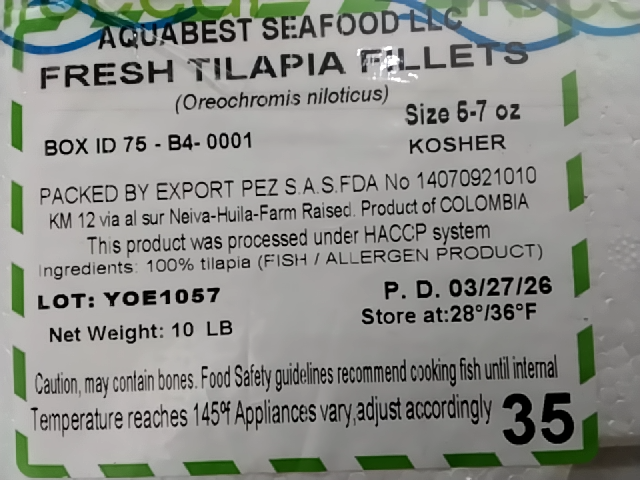 AQUABEST SEAFOOD LLC
FRESH TILAPIA FILLETS
(Oreochromis niloticus)
Size 5-7 oz
BOX ID 75 - B4- 0001
KOSHER
PACKED BY EXPORT PEZ S.A.S.FDA No 14070921010
KM 12 via al sur Neiva-Huila-Farm Raised. Product of COLOMBIA
This product was processed under HACCP system
Ingredients: 100% tilapia (FISH / ALLERGEN PRODUCT)
LOT: YOE1057
P. D. 03/27/26
Net Weight: 10 LB
Store at:28°/36°F
Caution, may contain bones. Food Safety guidelines recommend cooking fish until internal
Temperature reaches 145°f Appliances vary,adjust accordingly
35